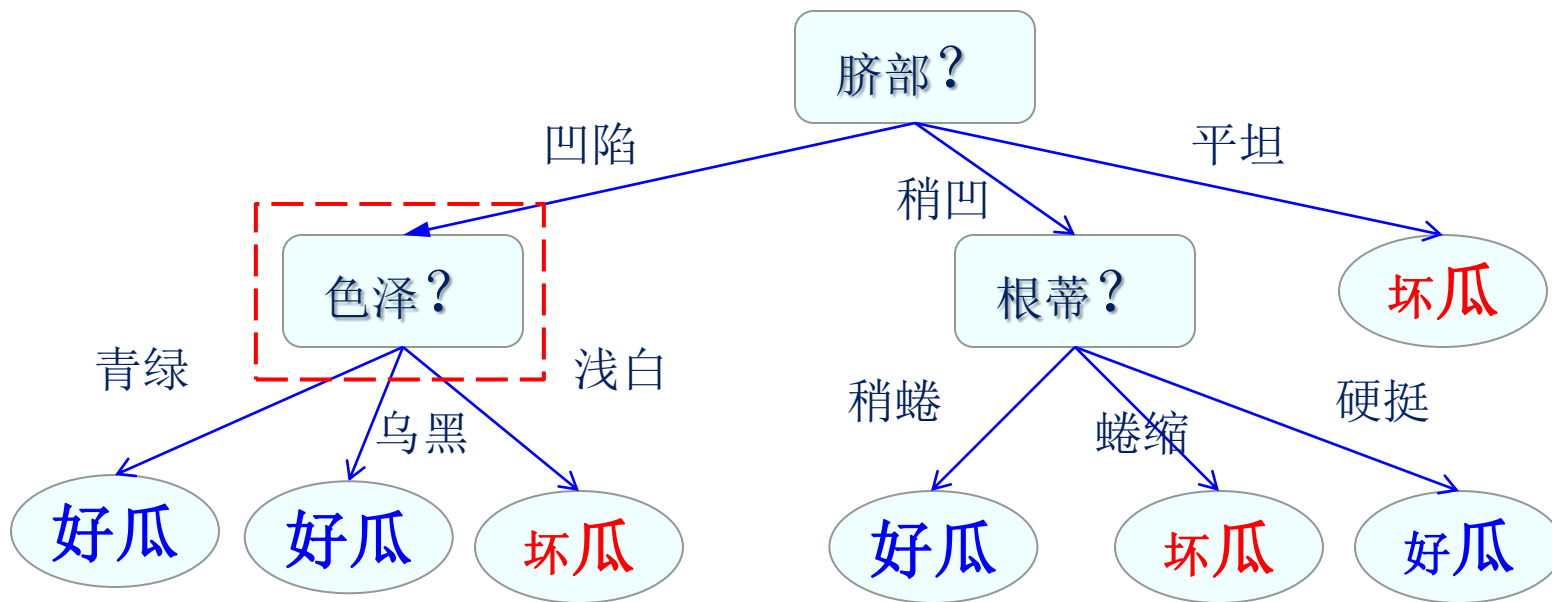 脐部？
凹陷
平坦
稍凹
色泽？
根蒂？
坏瓜
青绿
浅白
稍蜷
硬挺
乌黑
蜷缩
好瓜
好瓜
坏瓜
好瓜
坏瓜
好瓜